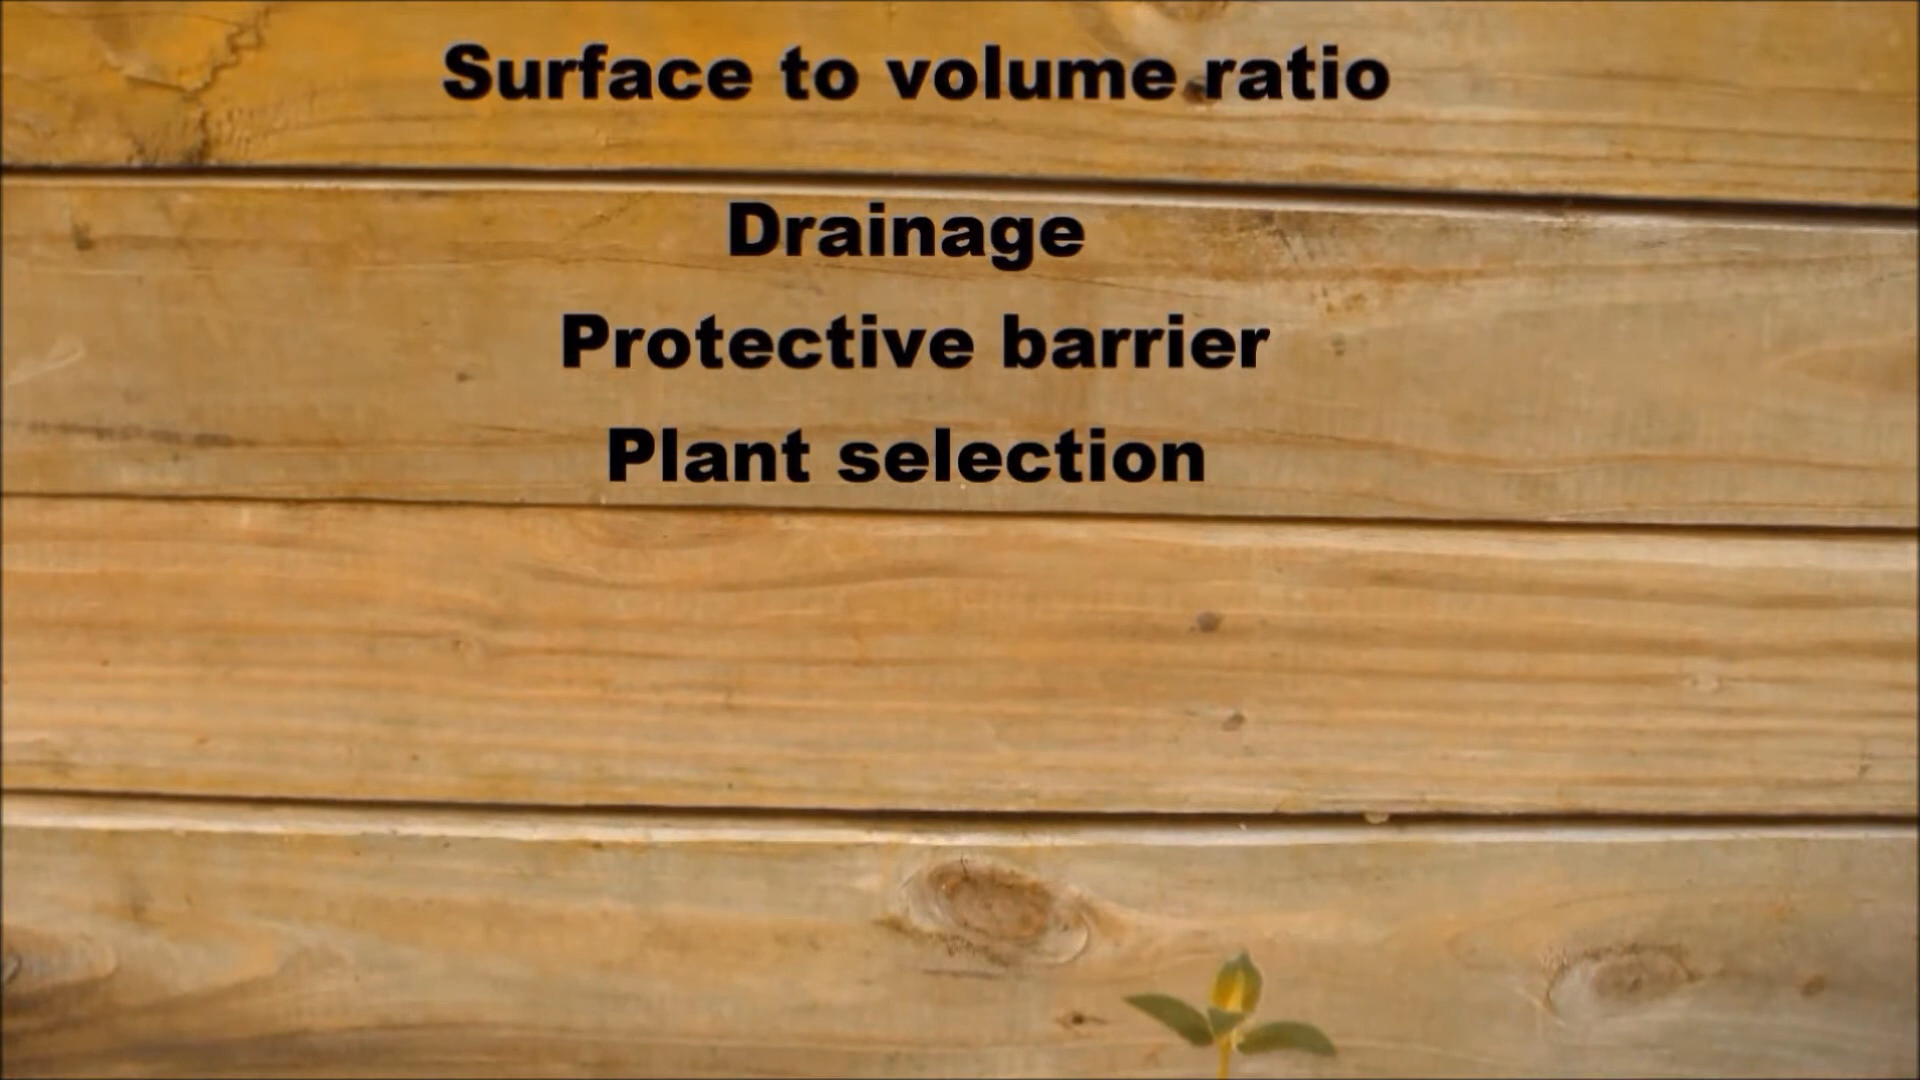 Surface to volume ratio
Drainage
Protective barrier
Plant selection